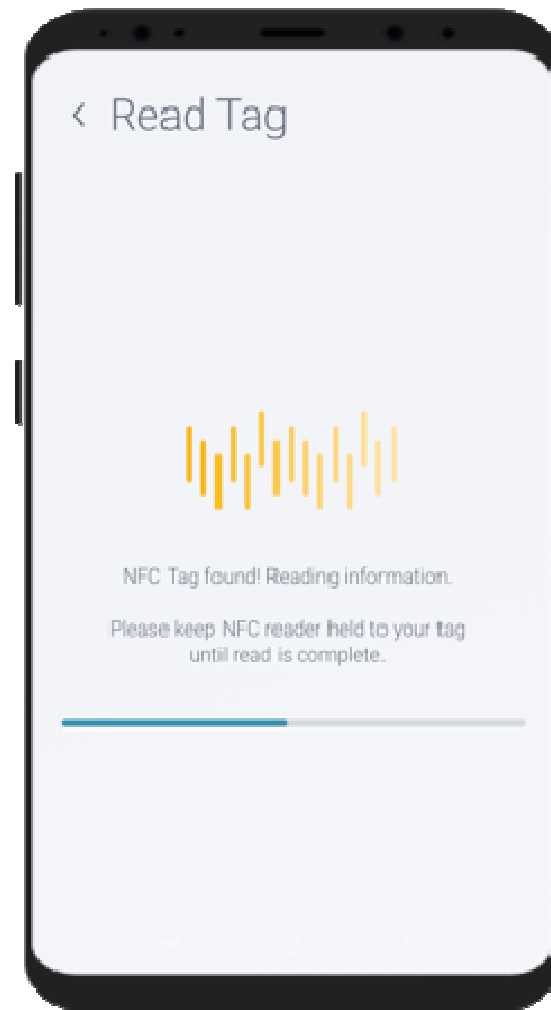 Read Tag
NFC Tag found! Reading information.
Please keep NFC reader held to your tag
until read is complete.